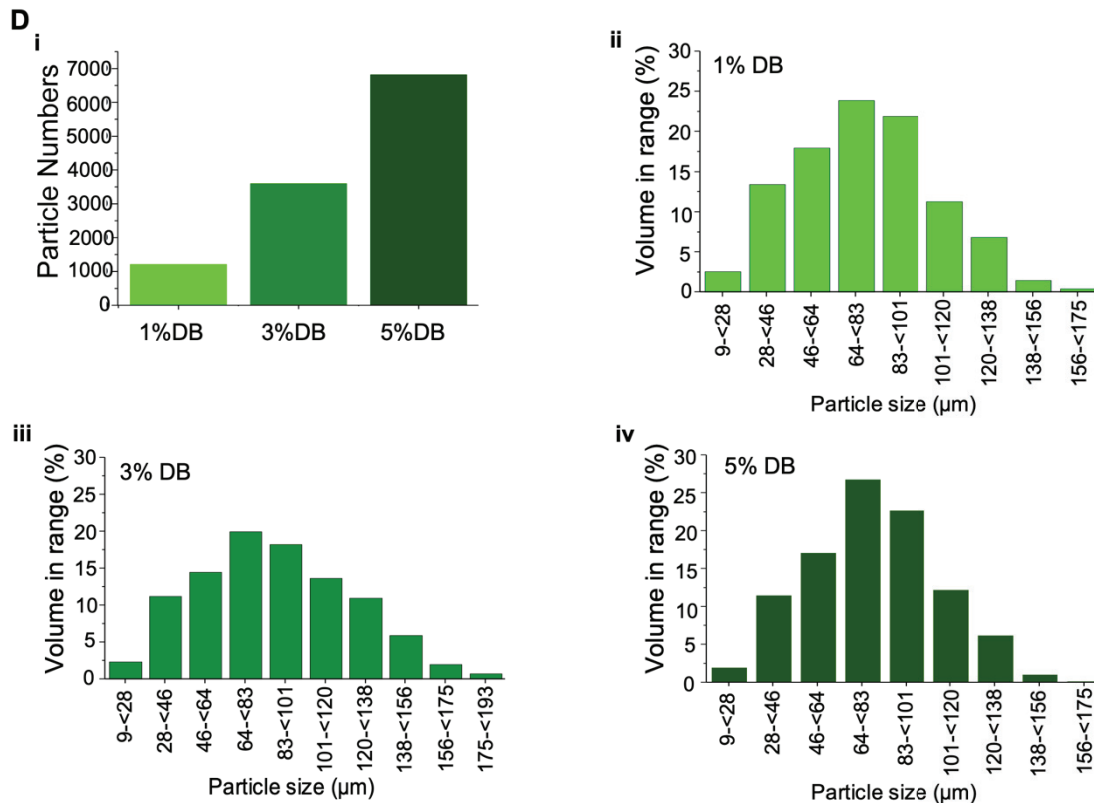 D
i
Particle Numbers
7000
6000
5000
4000
3000
2000
1000
0
1%DB 3%DB 5%DB
ii
Volume in range (%)
30
25
20
15
10
5
0
1% DB
9-<28 28-<46 46-<64 64-<83 83-<101 101-<120 120-<138 138-<156 156-<175
Particle size (µm)
iii
Volume in range (%)
30
25
20
15
10
5
0
3% DB
9-<28 28-<46 46-<64 64-<83 83-<101 101-<120 120-<138 138-<156 156-<175 175-<193
Particle size (µm)
iv
Volume in range (%)
30
25
20
15
10
5
0
5% DB
9-<28 28-<46 46-<64 64-<83 83-<101 101-<120 120-<138 138-<156 156-<175
Particle size (µm)